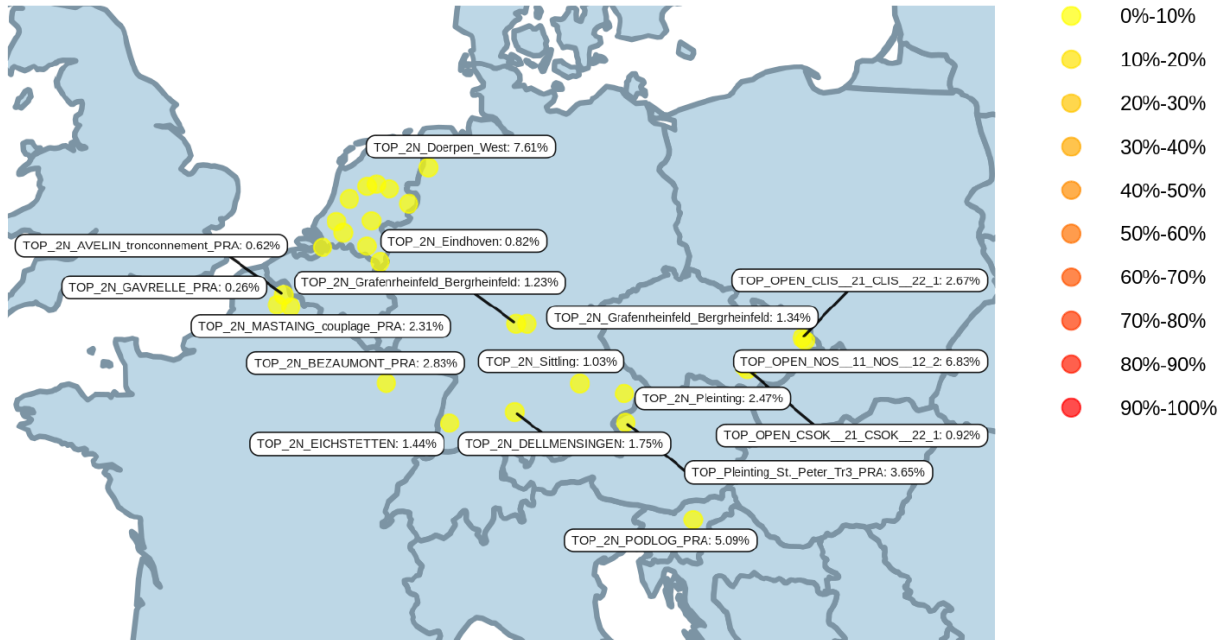 0%-10%
10%-20%
20%-30%
30%-40%
40%-50%
50%-60%
60%-70%
70%-80%
80%-90%
90%-100%
TOP_2N_Doerpen_West: 7.61%
TOP_2N_AVELIN_tronconnement_PRA: 0.62%
TOP_2N_Eindhoven: 0.82%
TOP_2N_GAVRELLE_PRA: 0.26%
TOP_2N_Grafenrheinfeld_Bergrheinfeld: 1.23%
TOP_OPEN_CLIS__21_CLIS__22_1: 2.67%
TOP_2N_MASTAING_couplage_PRA: 2.31%
TOP_2N_Grafenrheinfeld_Bergrheinfeld: 1.34%
TOP_2N_BEZAUMONT_PRA: 2.83%
TOP_2N_Sittling: 1.03%
TOP_OPEN_NOS__11_NOS__12_2: 6.83%
TOP_2N_Pleinting: 2.47%
TOP_2N_EICHSTETTEN: 1.44%
TOP_2N_DELLMENSINGEN: 1.75%
TOP_OPEN_CSOK__21_CSOK__22_1: 0.92%
TOP_Pleinting_St._Peter_Tr3_PRA: 3.65%
TOP_2N_PODLOG_PRA: 5.09%